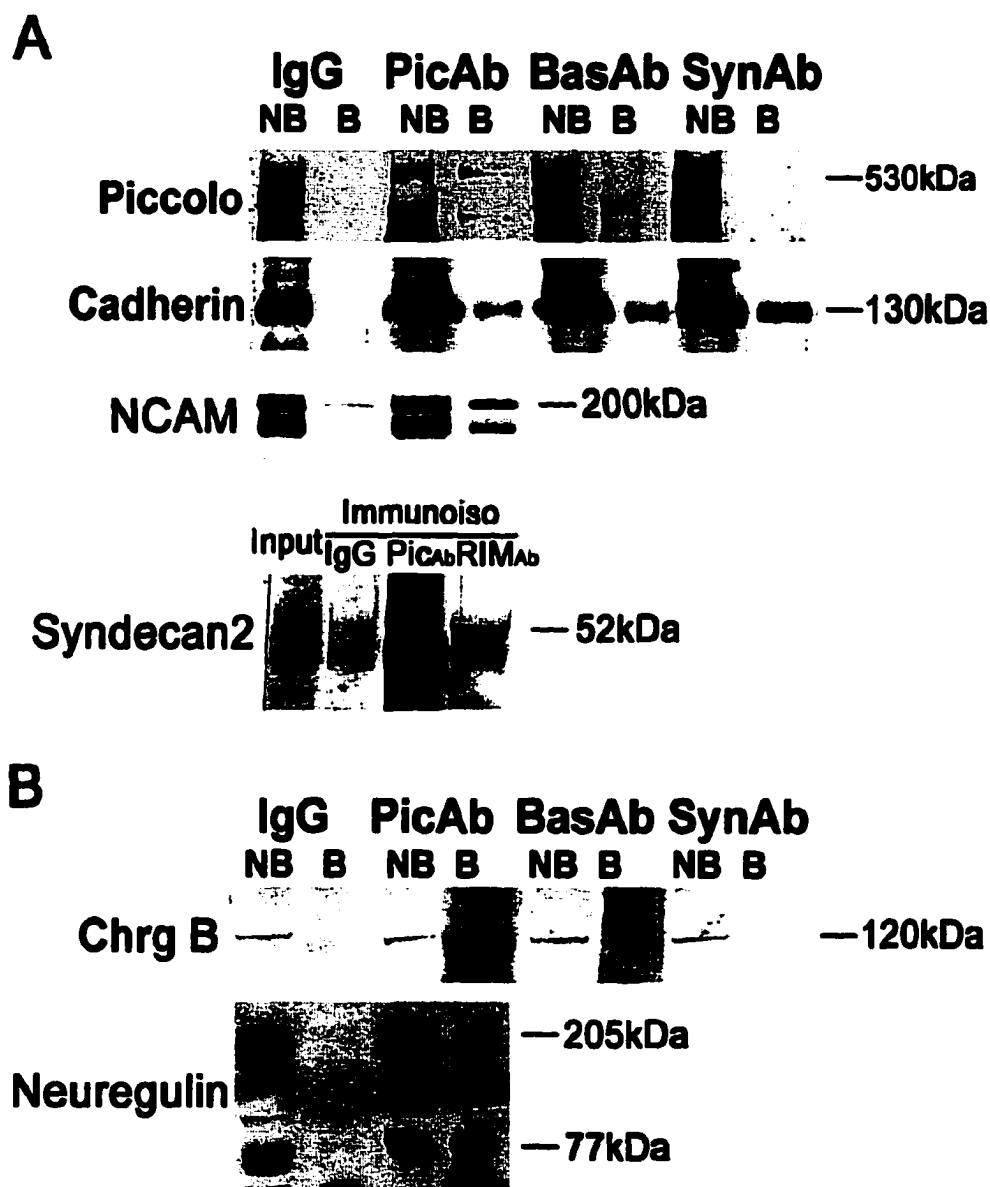 A
IgG PicAb BasAb SynAb
NB B NB B NB B NB B
Piccolo 530kDa
Cadherin 130kDa
NCAM 200kDa
Immunoiso
Input IgG PicAb RIMAb
Syndecan2 52kDa
B
IgG PicAb BasAb SynAb
NB B NB B NB B NB B
Chrg B 120kDa
205kDa
Neuregulin
77kDa